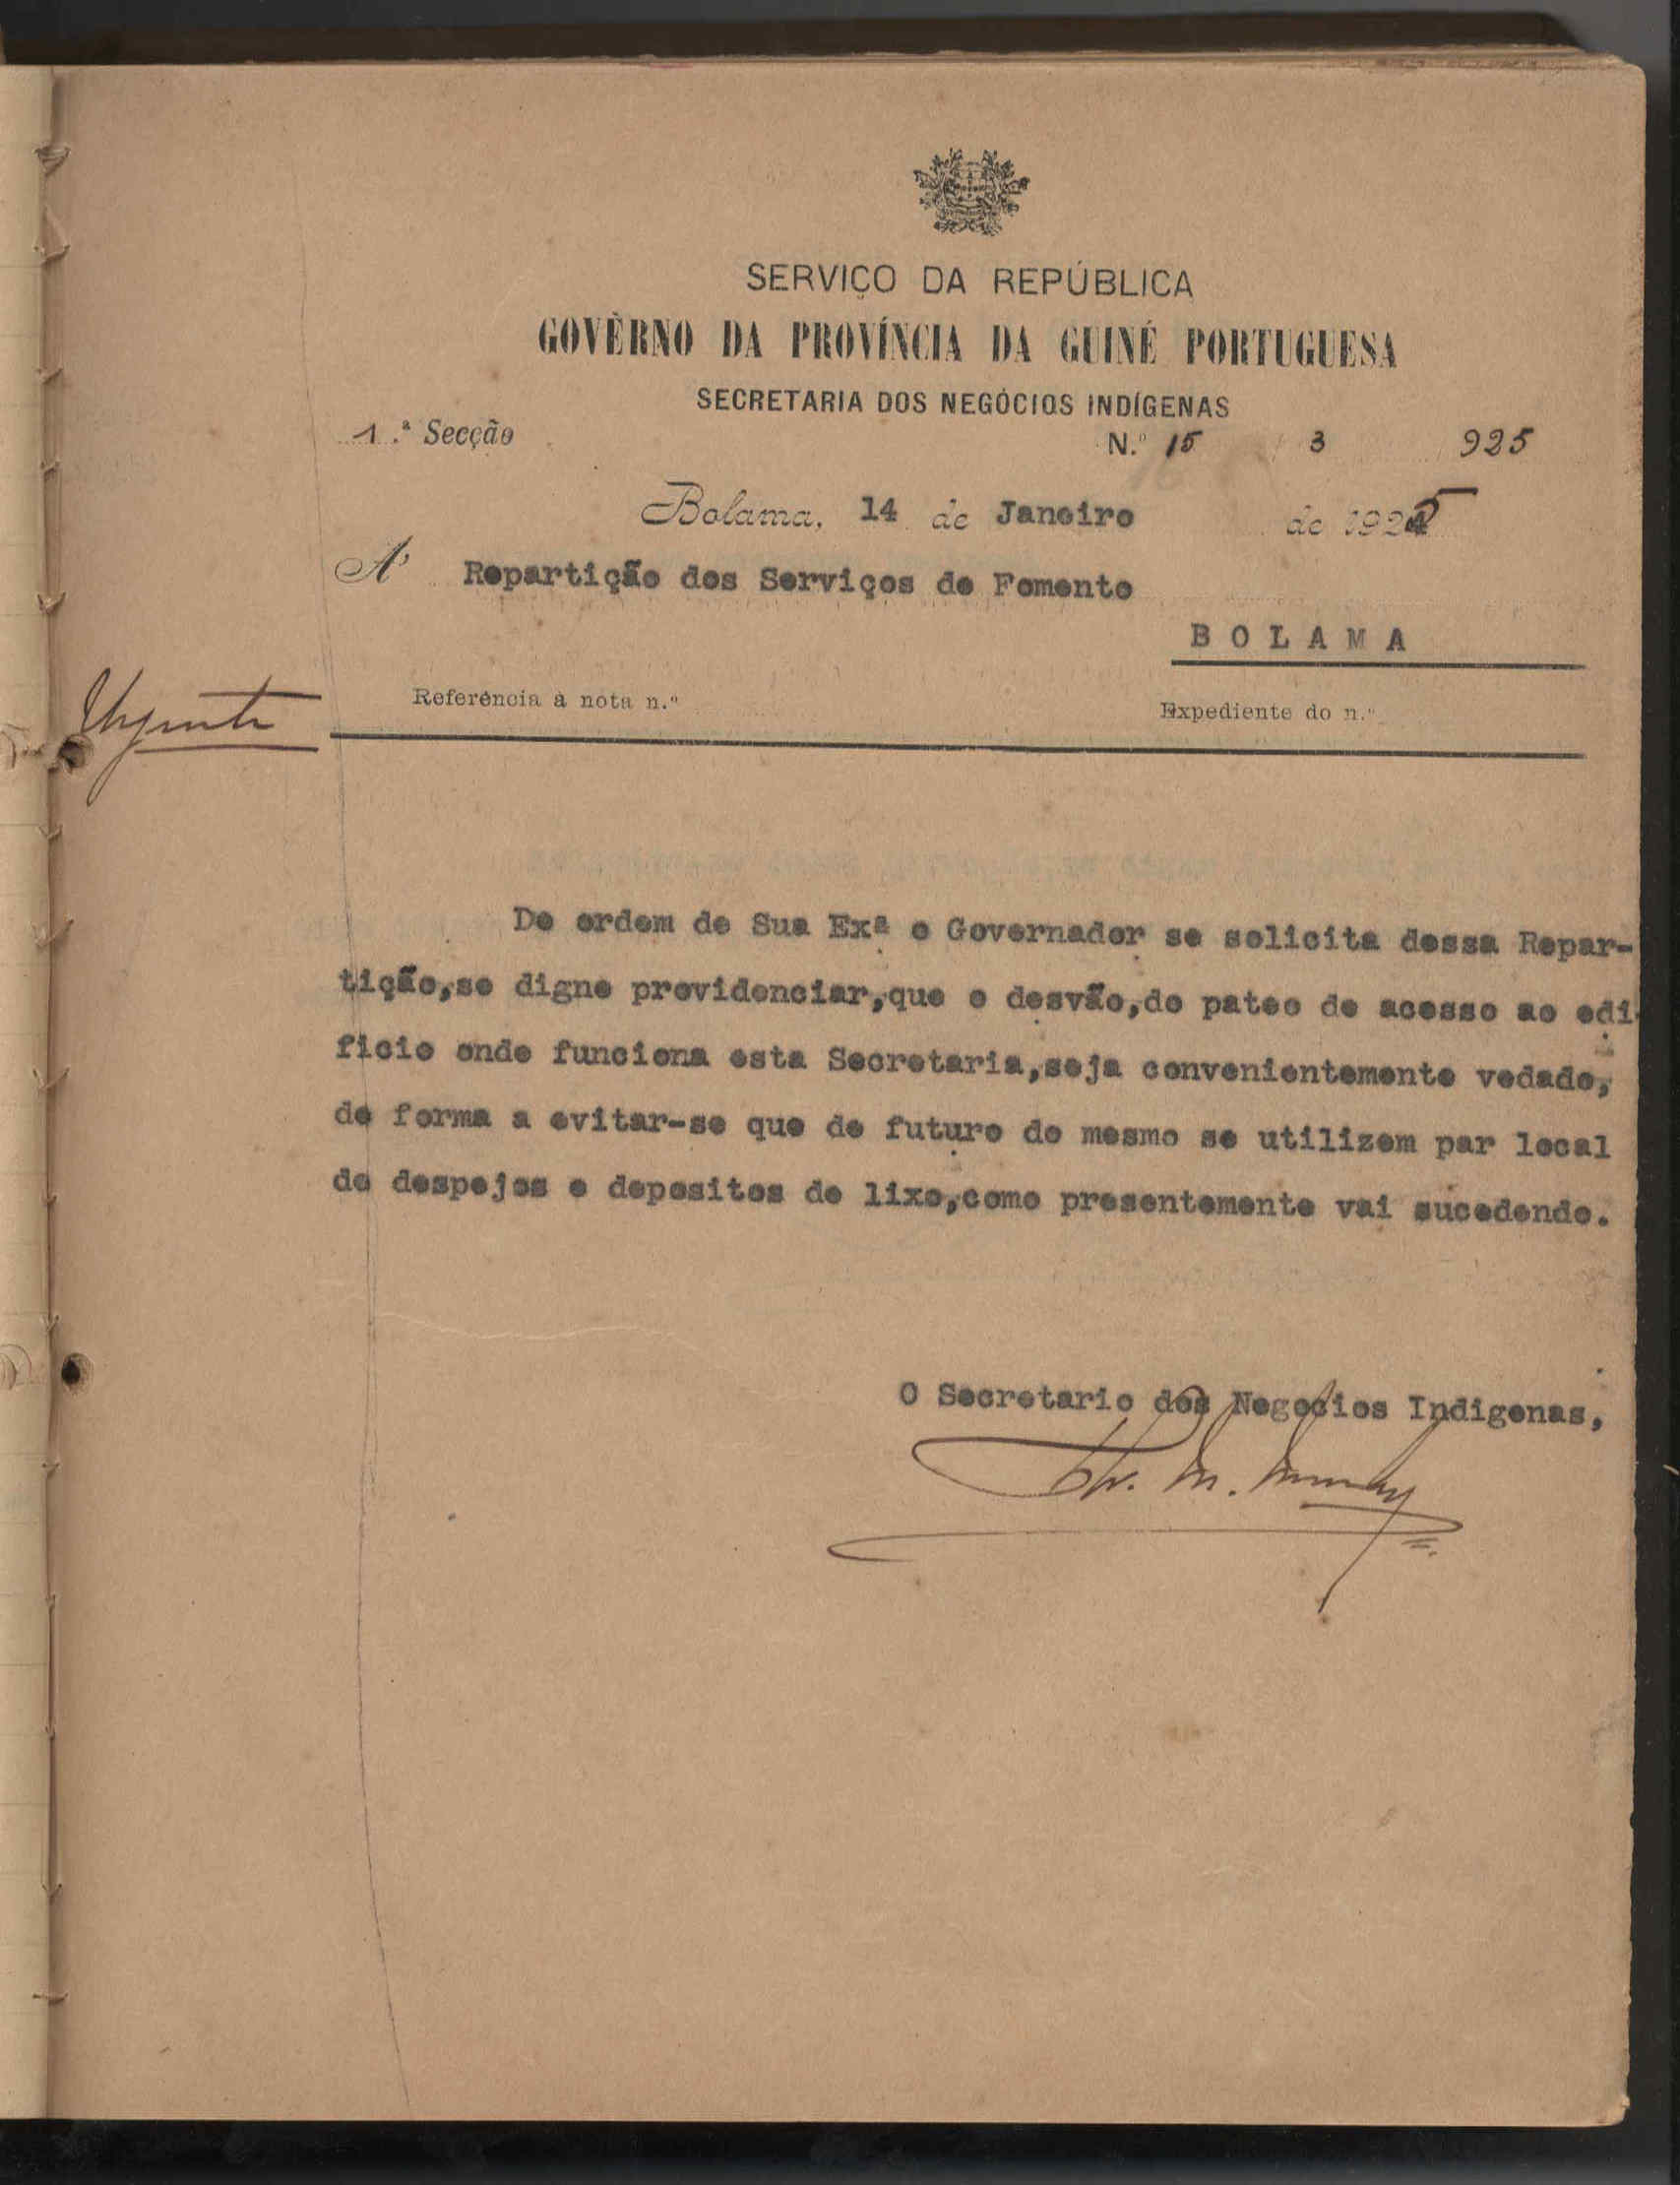 SERVIÇO DA REPÚBLICA
GOVÊRNO DA PROVÍNCIA DA GUINÉ PORTUGUESA
SECRETARIA DOS NEGÓCIOS INDÍGENAS
1.ª Secção
N.º 15 / 3 925
Bolama, 14 de Janeiro de 1925
A' Repartição dos Serviços de Fomento
BOLAMA
Urgente
Referência à nota n.º
Expediente do n.º
De ordem de Sua Exª o Governador se solicita dessa Repar-
tição,se digne providenciar,que o desvão,do pateo de acesso ao edi
ficio onde funciona esta Secretaria,seja convenientemente vedado,
de forma a evitar-se que de futuro do mesmo se utilizem par local
de despejos e depositos de lixo,como presentemente vai sucedendo.
O Secretario dos Negocios Indigenas,